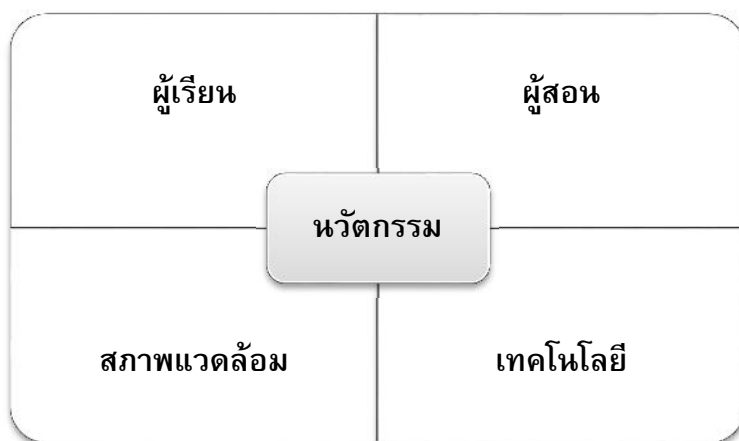 ผู้เรียน
ผู้สอน
นวัตกรรม
สภาพแวดล้อม
เทคโนโลยี